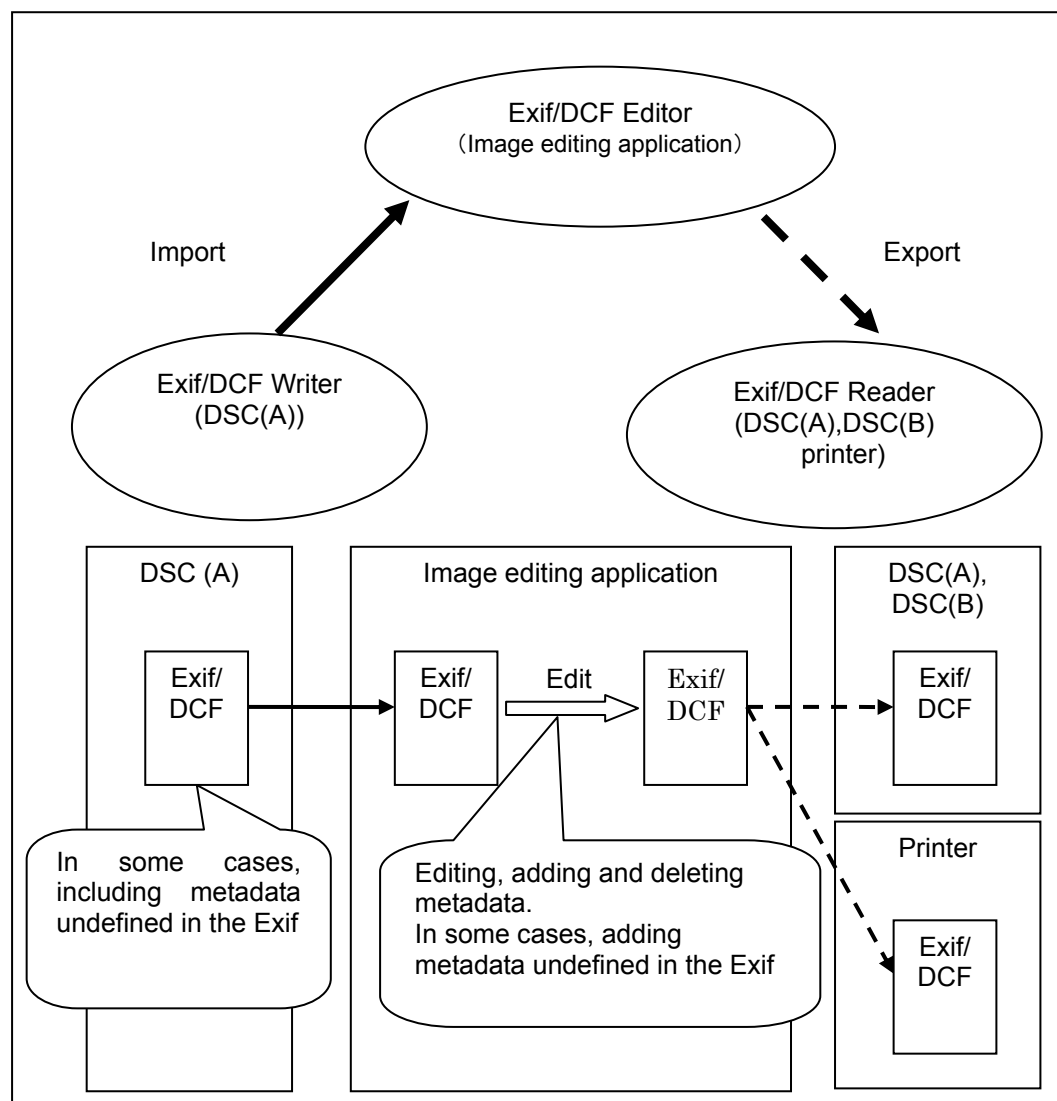 Exif/DCF Editor
（Image editing application）
Import
Export
Exif/DCF Writer
(DSC(A))
Exif/DCF Reader
(DSC(A),DSC(B)
printer)
DSC (A)
Image editing application
DSC(A),
DSC(B)
Exif/
DCF
Exif/
DCF
Edit
Exif/
DCF
Exif/
DCF
In some cases,
including metadata
undefined in the Exif
Editing, adding and deleting
metadata.
In some cases, adding
metadata undefined in the Exif
Printer
Exif/
DCF